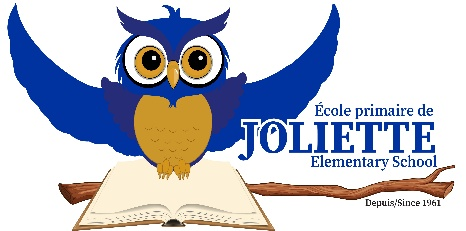 École primaire de
JOLIETTE
Elementary School
Depuis/Since 1961